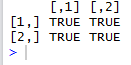 [,1] [,2]
[1,] TRUE TRUE
[2,] TRUE TRUE
>